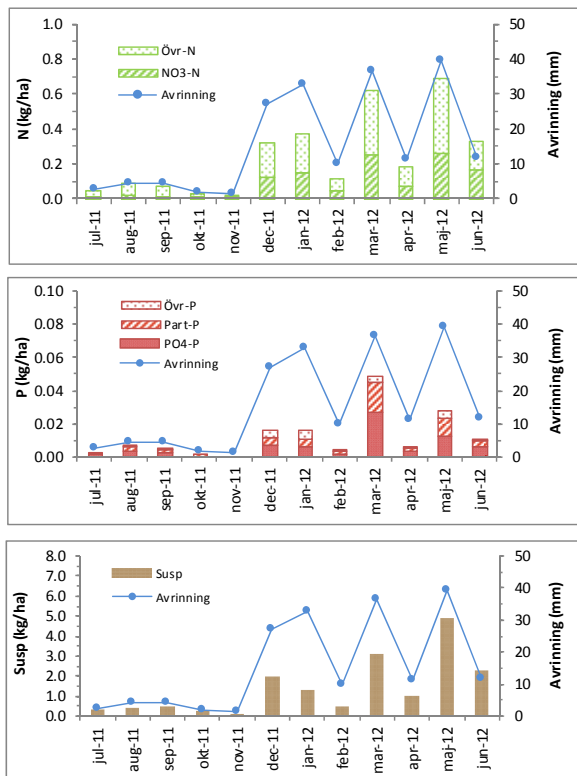 1.0
0.8
0.6
0.4
0.2
0.0
N (kg/ha)
Övr-N
NO3-N
Avrinning
50
40
30
20
10
0
Avrinning (mm)
jul-11
aug-11
sep-11
okt-11
nov-11
dec-11
jan-12
feb-12
mar-12
apr-12
maj-12
jun-12
0.10
0.08
0.06
0.04
0.02
0.00
P (kg/ha)
Övr-P
Part-P
PO4-P
Avrinning
50
40
30
20
10
0
Avrinning (mm)
jul-11
aug-11
sep-11
okt-11
nov-11
dec-11
jan-12
feb-12
mar-12
apr-12
maj-12
jun-12
8.0
7.0
6.0
5.0
4.0
3.0
2.0
1.0
0.0
Susp (kg/ha)
Susp
Avrinning
50
40
30
20
10
0
Avrinning (mm)
jul-11
aug-11
sep-11
okt-11
nov-11
dec-11
jan-12
feb-12
mar-12
apr-12
maj-12
jun-12